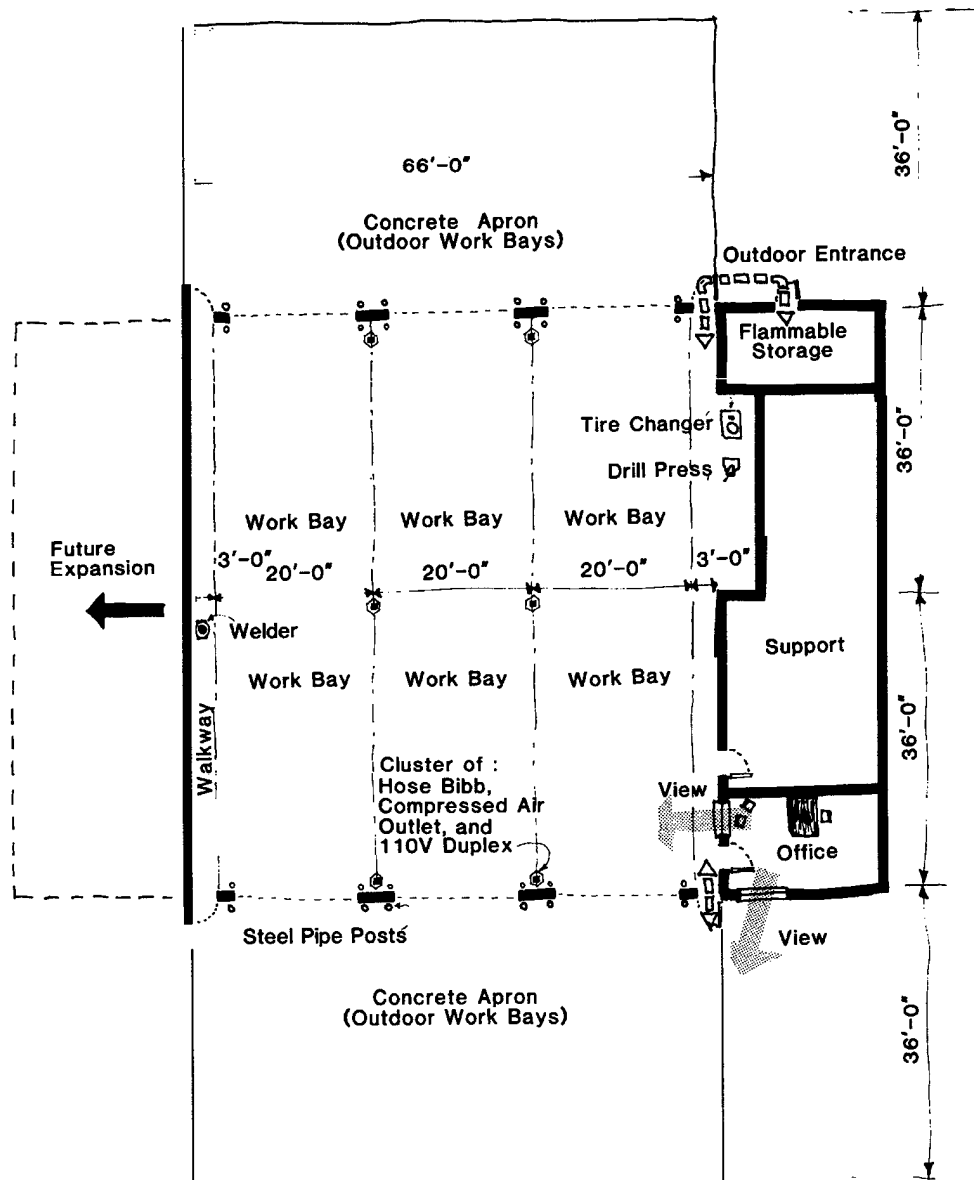 36'-0"
66'-0"
Concrete Apron
(Outdoor Work Bays)
Outdoor Entrance
Flammable
Storage
36'-0"
Tire Changer
Drill Press
Work Bay
Work Bay
Work Bay
Future
Expansion
3'-0"
20'-0"
20'-0"
20'-0"
3'-0"
Welder
Support
Work Bay
Work Bay
Work Bay
36'-0"
Walkway
Cluster of :
Hose Bibb,
Compressed Air
Outlet, and
110V Duplex
View
Office
Steel Pipe Posts
View
Concrete Apron
(Outdoor Work Bays)
36'-0"